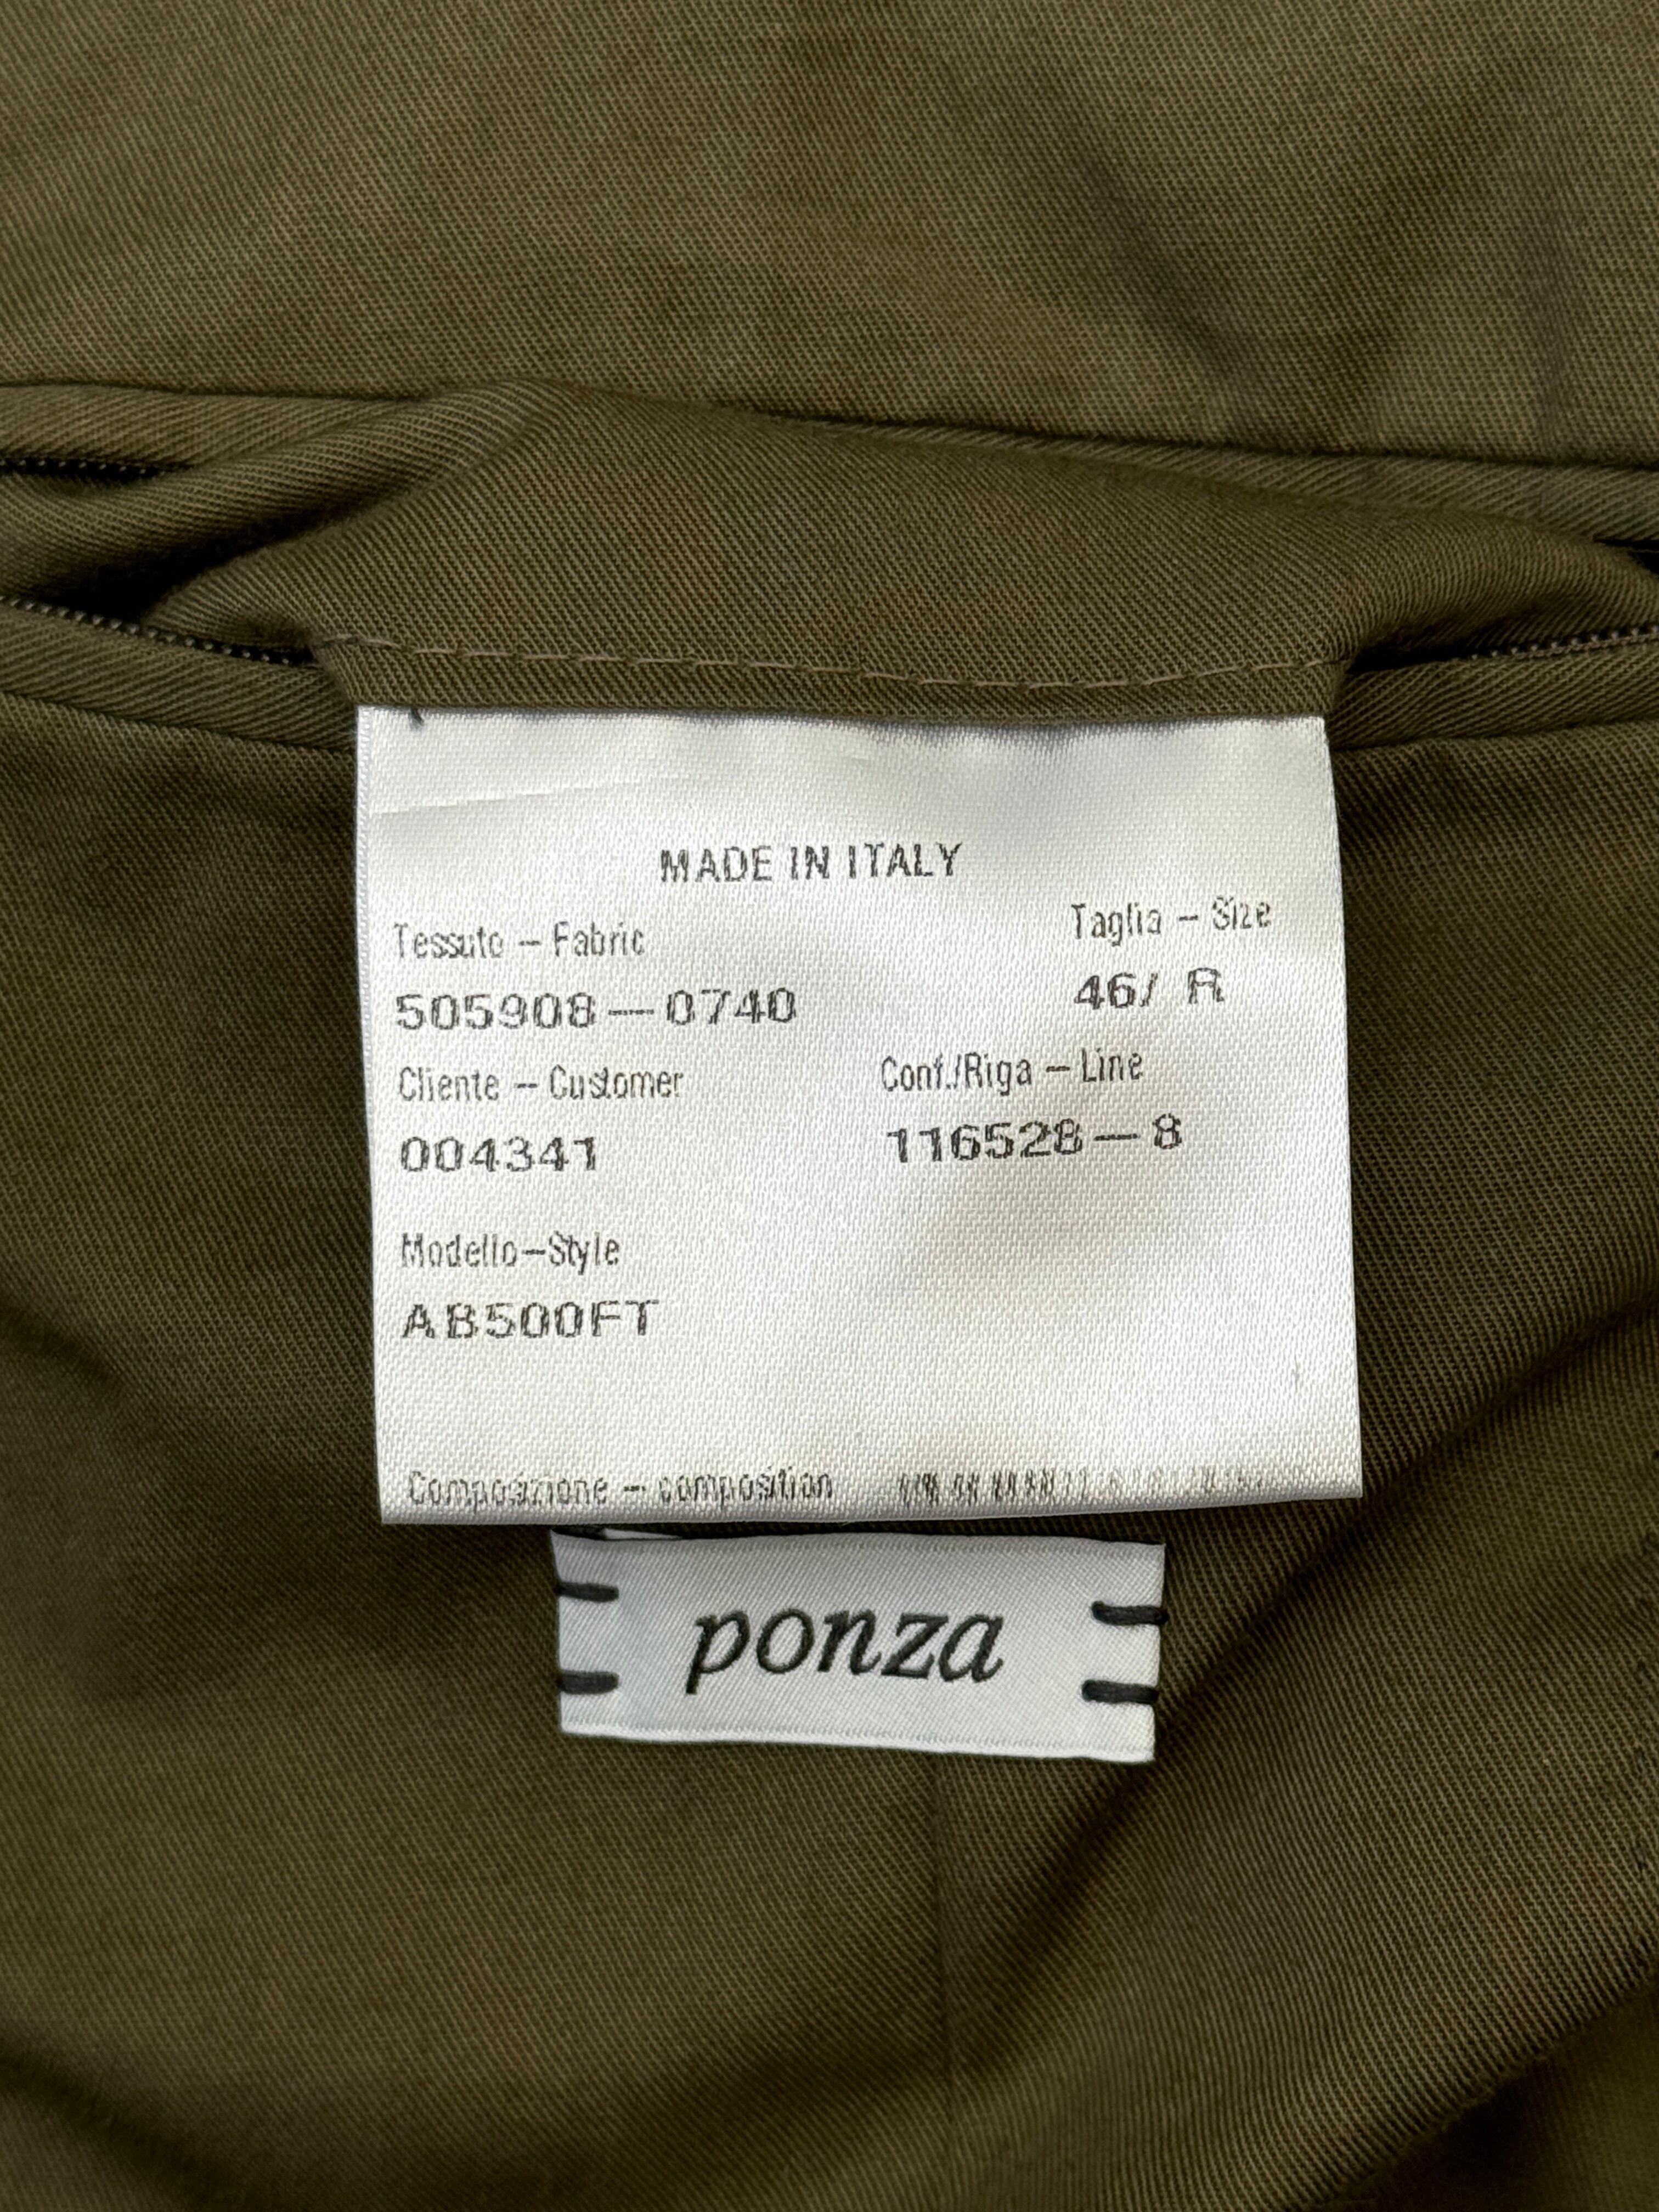 MADE IN ITALY
Tessuto – Fabric
Taglia – Size
505908—0740
46/ R
Cliente – Customer
Conf./Riga – Line
004341
116528—8
Modello–Style
AB500FT
Composizione – composition
ponza